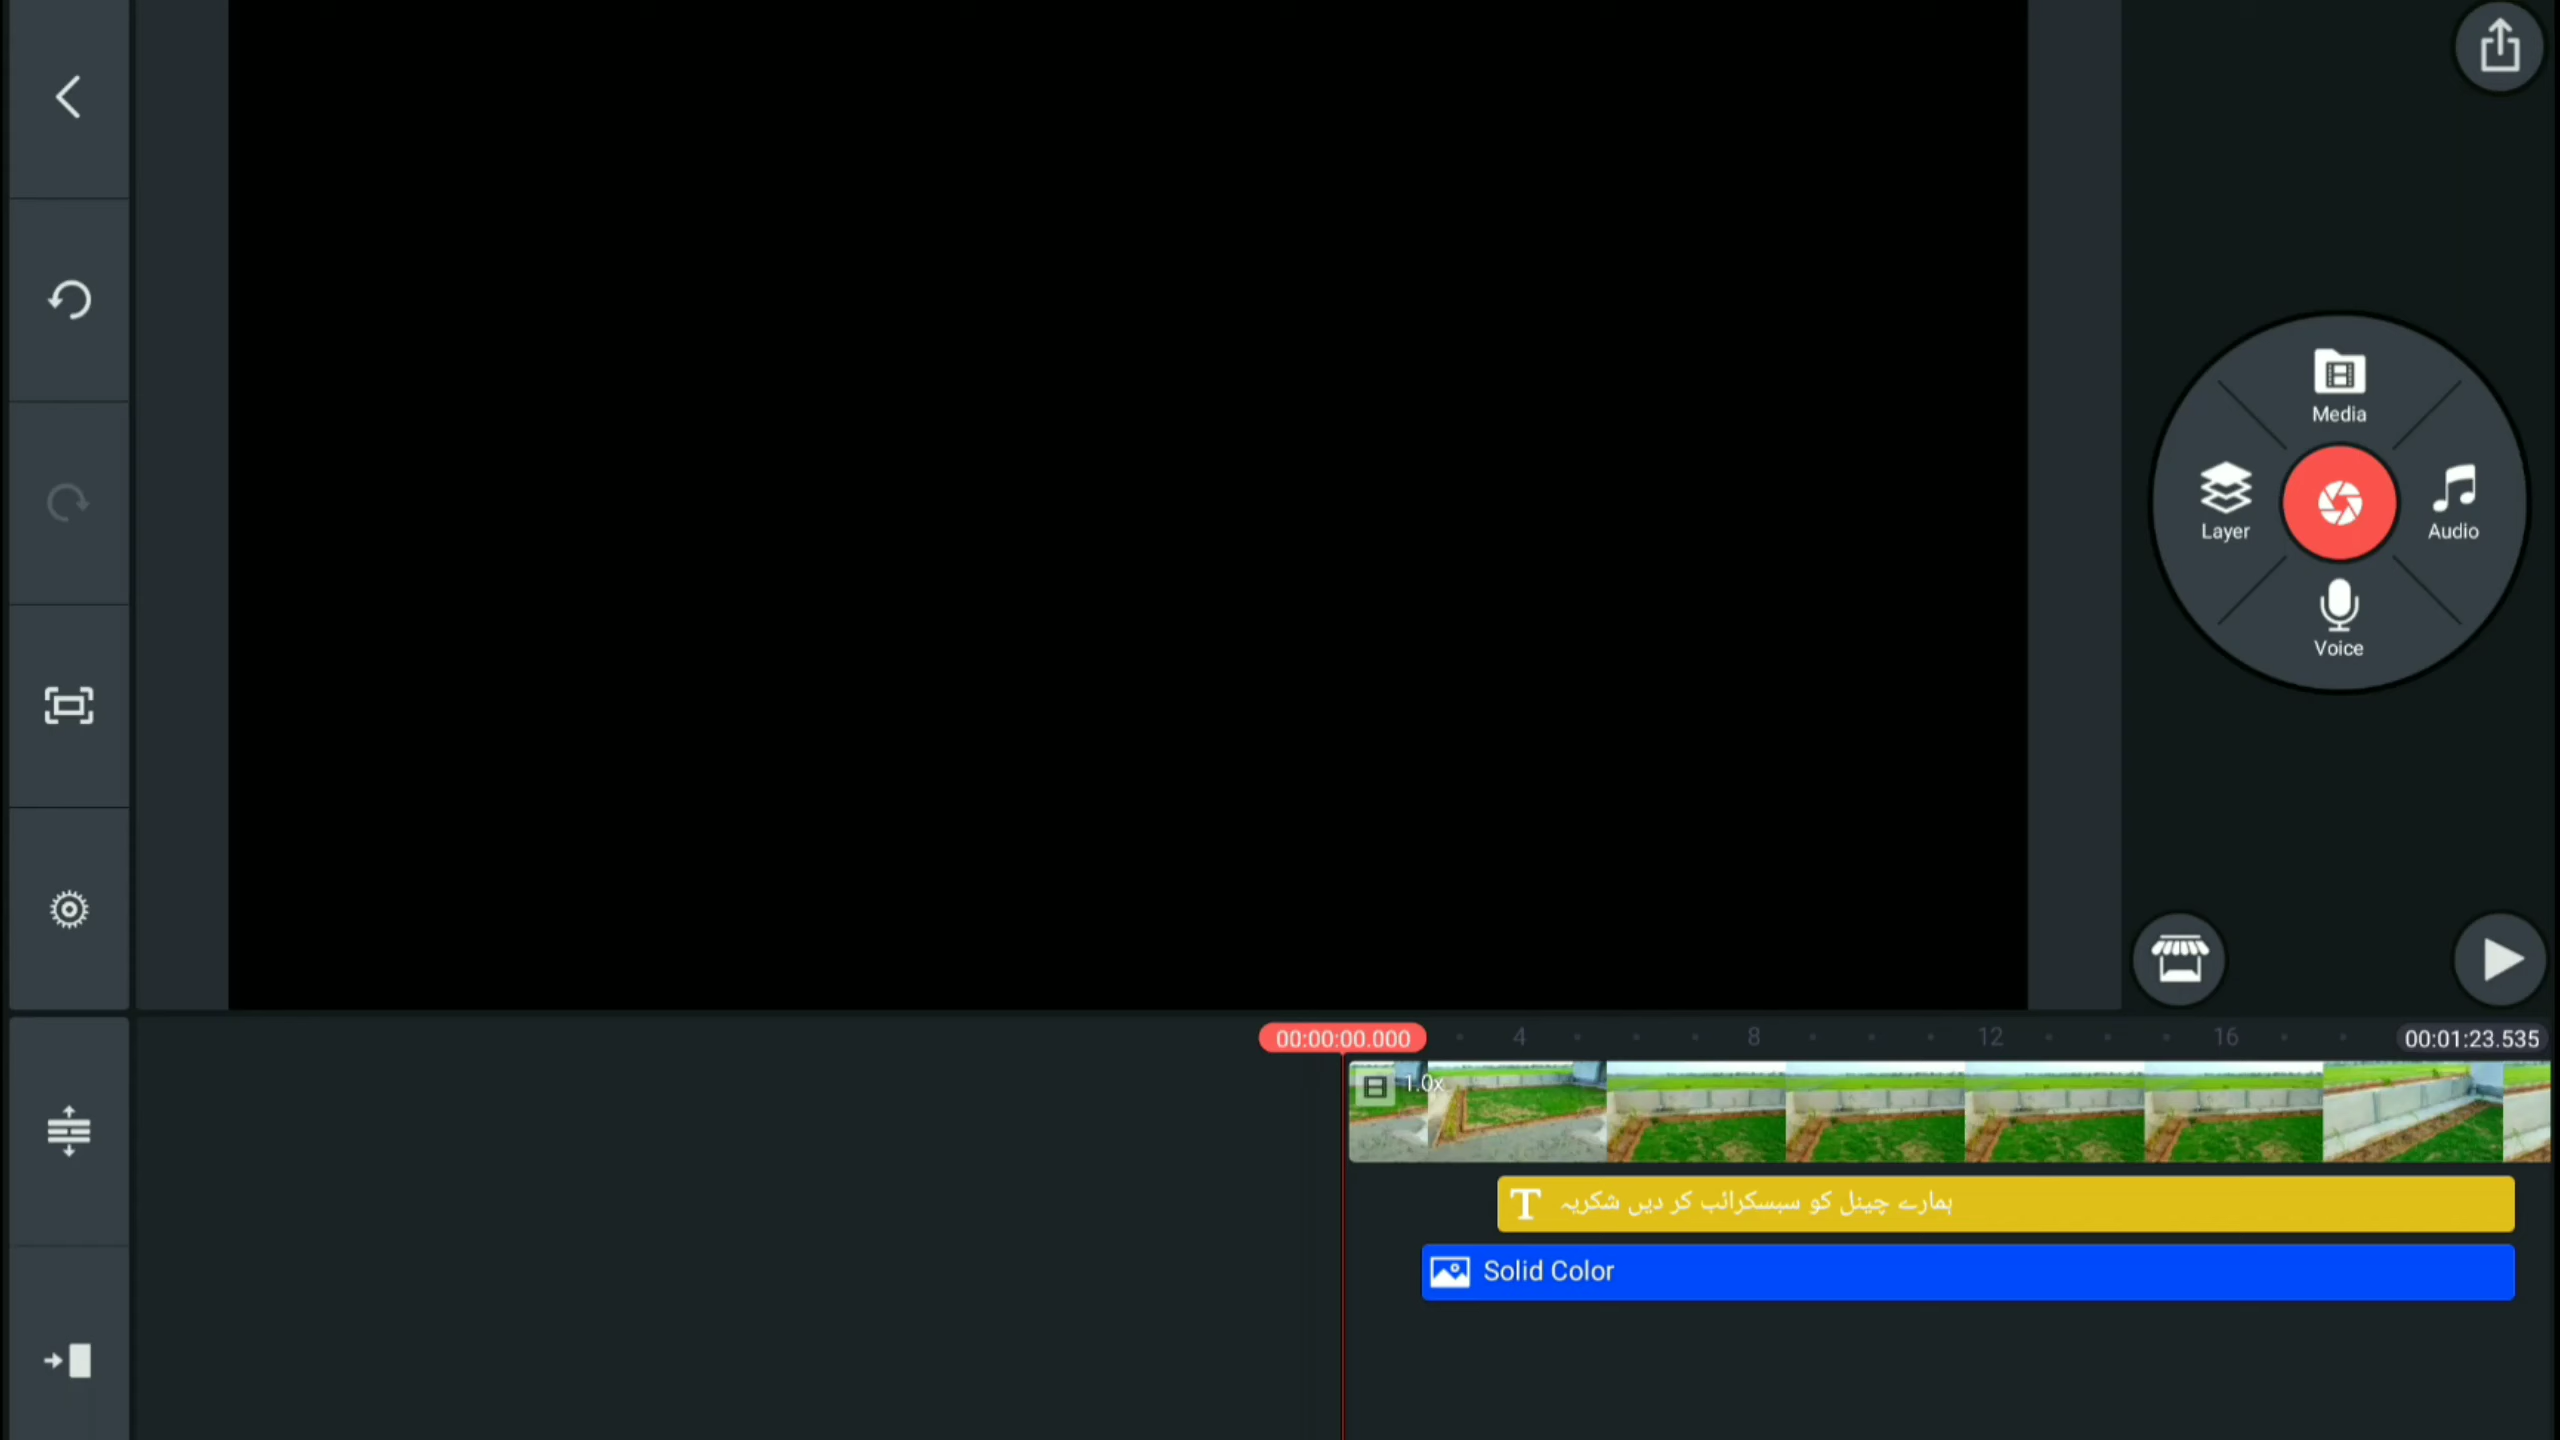 Media
Layer
Audio
Voice
00:00:00.000
4
8
12
16
00:01:23.535
1.0x
T ہمارے چینل کو سبسکرائب کر دیں شکریہ
Solid Color